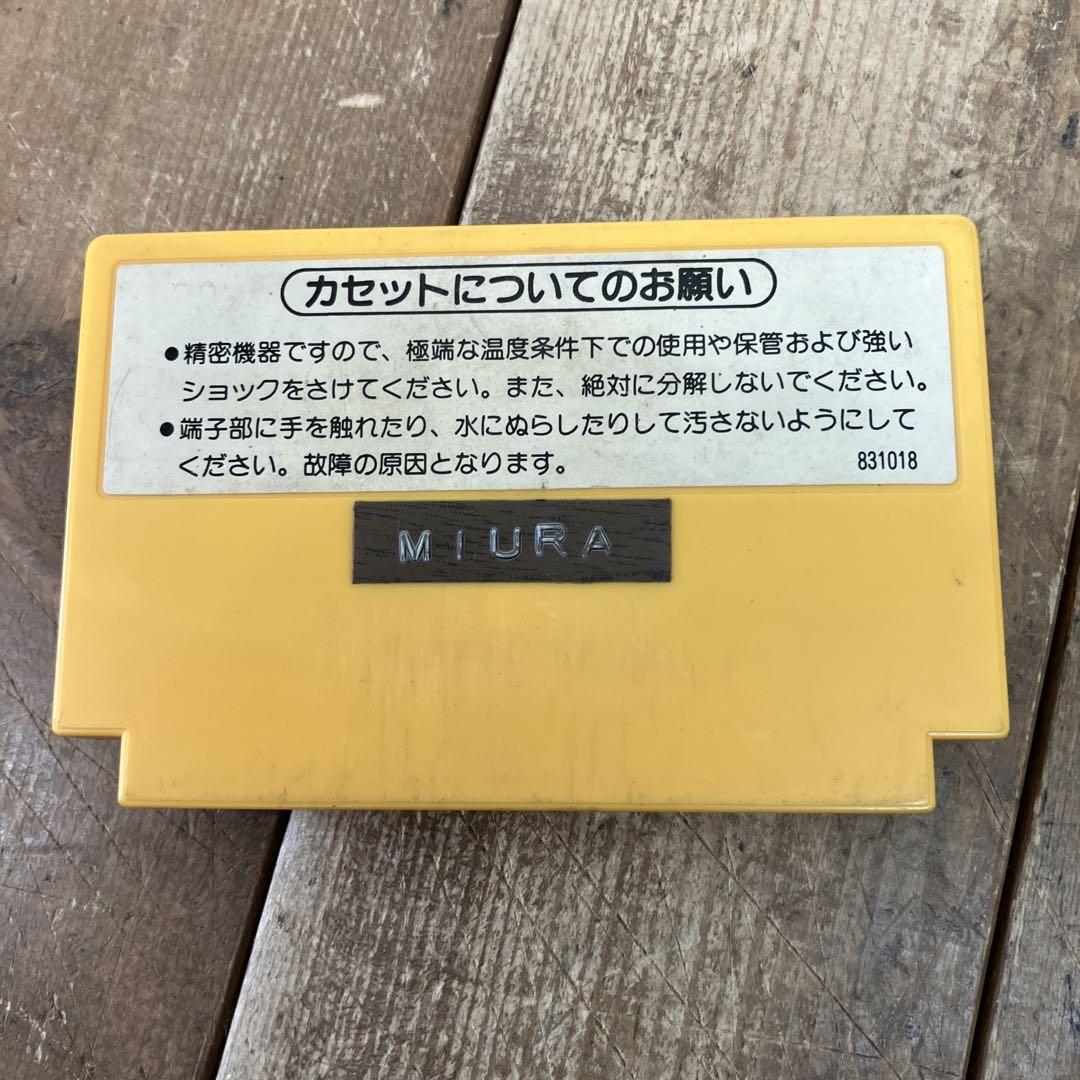 カセットについてのお願い
●精密機器ですので、極端な温度条件下での使用や保管および強い
ショックをさけてください。また、絶対に分解しないでください。
●端子部に手を触れたり、水にぬらしたりして汚さないようにして
ください。故障の原因となります。 831018
MIURA